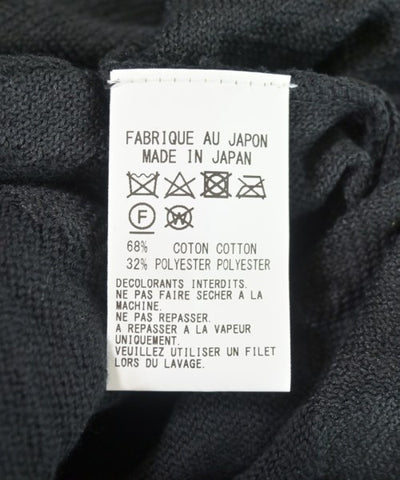 FABRIQUE AU JAPON
MADE IN JAPAN
F W
68% COTON COTTON
32% POLYESTER POLYESTER
DECOLORANTS INTERDITS.
NE PAS FAIRE SECHER A LA
MACHINE.
NE PAS REPASSER.
A REPASSER A LA VAPEUR
UNIQUEMENT.
VEUILLEZ UTILISER UN FILET
LORS DU LAVAGE.